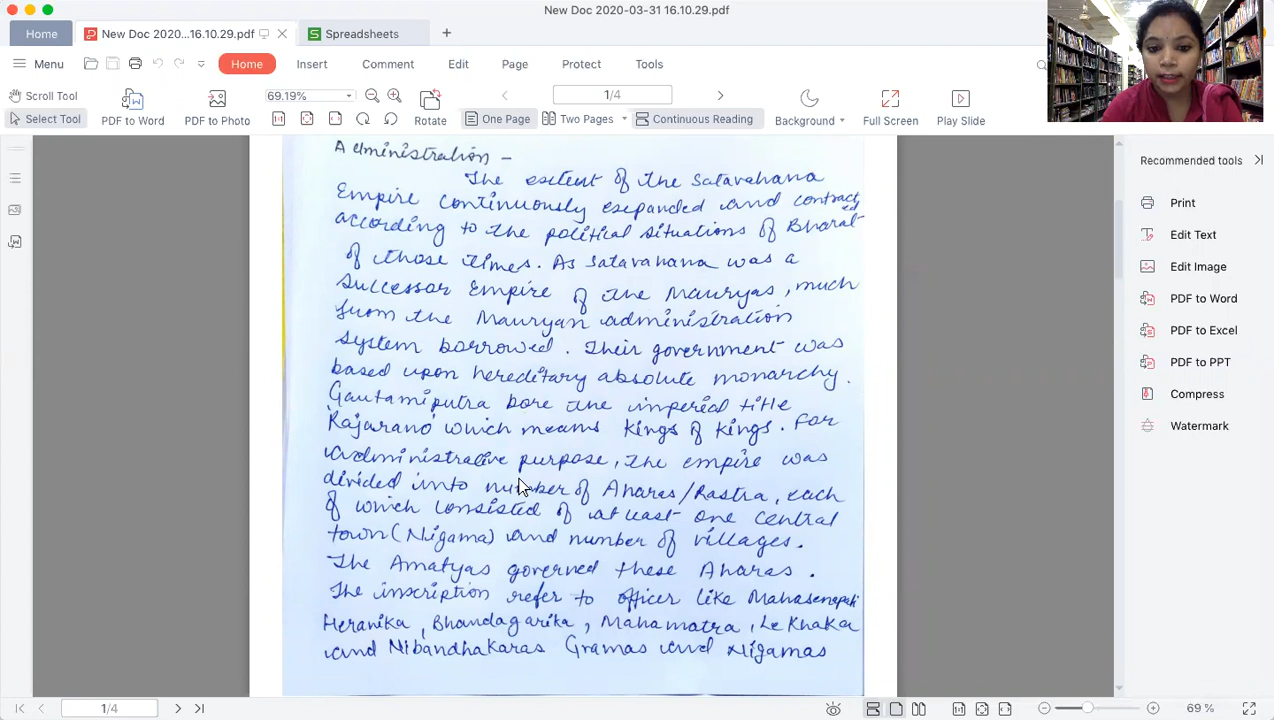 New Doc 2020-03-31 16.10.29.pdf
Home
New Doc 2020...16.10.29.pdf
Spreadsheets
Menu
Home
Insert
Comment
Edit
Page
Protect
Tools
Scroll Tool
Select Tool
PDF to Word
PDF to Photo
69.19%
Rotate
1/4
One Page
Two Pages
Continuous Reading
Background
Full Screen
Play Slide
Administration -
The extent of the Satavahana
Empire continuously expanded and contracted
according to the political situations of Bharat
of those times. As Satavahana was a
Successor Empire of the Mauryas, much
from the Mauryan administration
System borrowed. Their government was
based upon hereditary absolute monarchy.
Gautamiputra bore the imperial title
'Rajarano' which means Kings of Kings. For
administrative purpose, the empire was
divided into number of Aharas/Rastra, each
of which consisted of at least one central
town (Nigama) and number of villages.
The Amatyas governed these Aharas.
The inscription refer to officer like Mahasenapati
Heranika, Bhandagarika, Mahamatra, Lekhaka
and Nibandhakaras Gramas and Nigamas
Recommended tools
Print
Edit Text
Edit Image
PDF to Word
PDF to Excel
PDF to PPT
Compress
Watermark
1/4
69 %